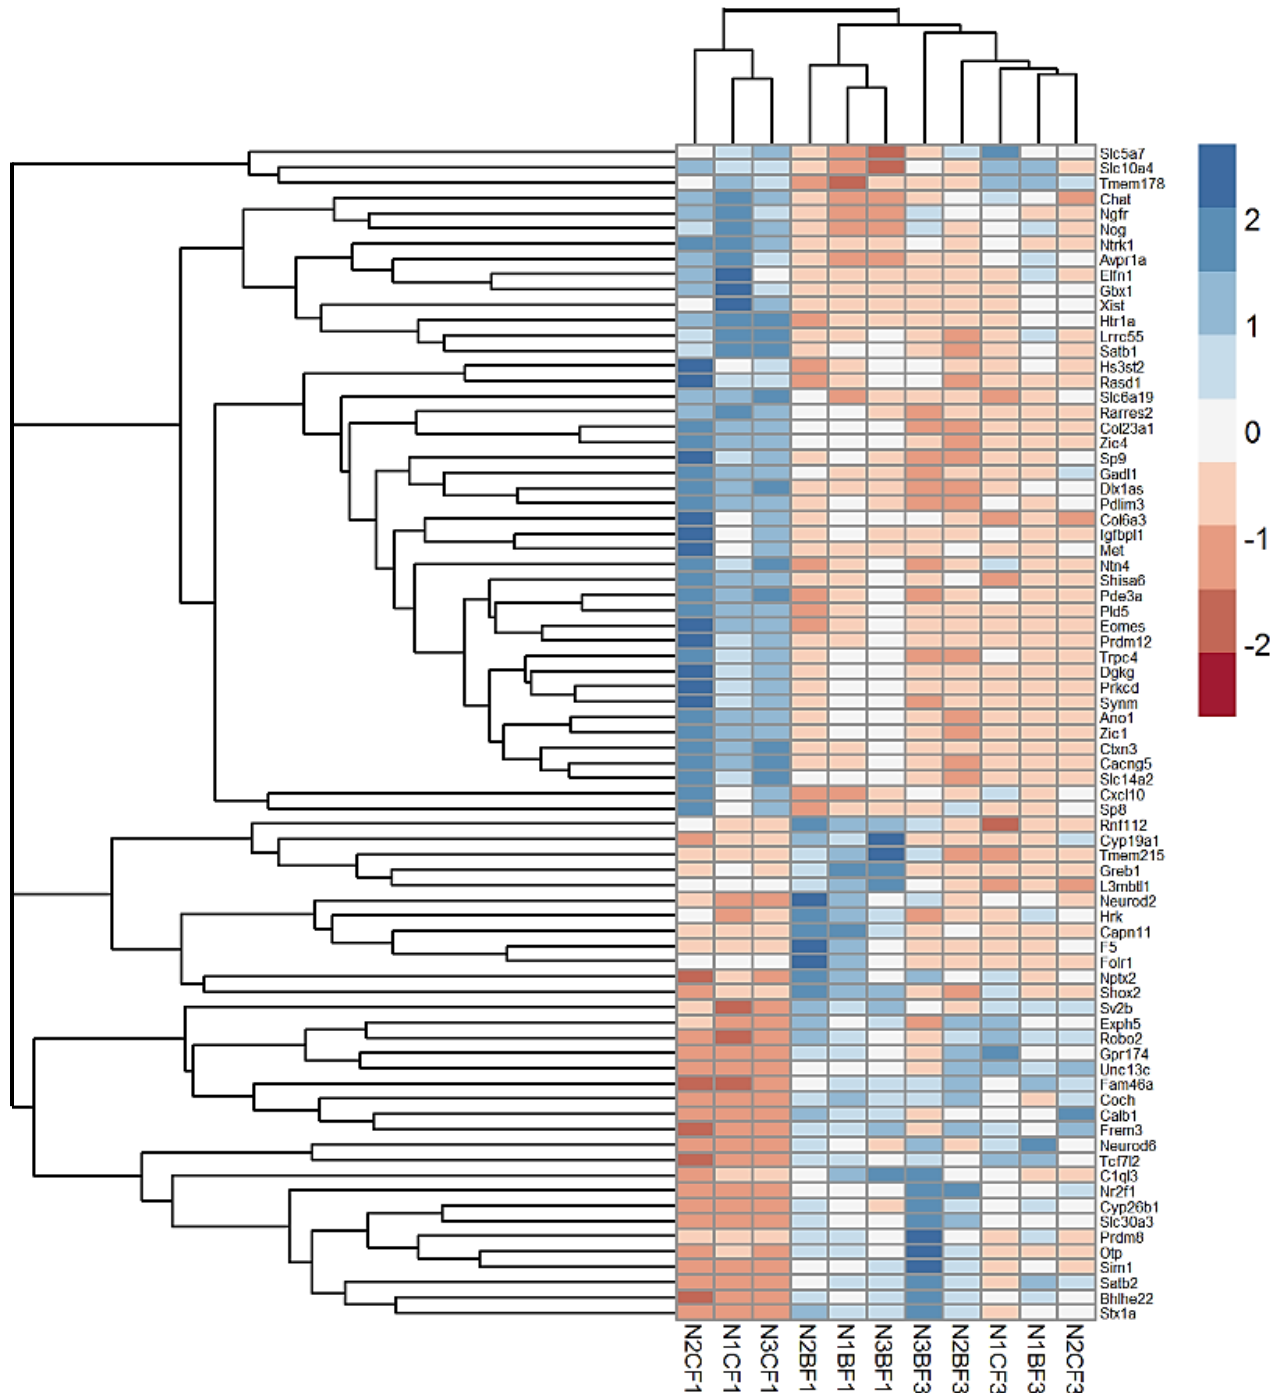 Slc5a7
Slc10a4
Tmem178
Chat
Ngfr
Nog
Ntrk1
Avpr1a
Elfn1
Gbx1
Xist
Htr1a
Lrrc55
Satb1
Hs3st2
Rasd1
Slc6a19
Rarres2
Col23a1
Zic4
Sp9
Gadl1
Dlx1as
Pdlim3
Col6a3
Igfbpl1
Met
Ntn4
Shisa6
Pde3a
Pld5
Eomes
Prdm12
Trpc4
Dgkg
Prkcd
Synm
Ano1
Zic1
Clxn3
Cacng5
Slc14a2
Cxcl10
Sp8
Rnf112
Cyp19a1
Tmem215
Greb1
L3mbtl1
Neurod2
Hrk
Capn11
F5
Folr1
Nptx2
Shox2
Sv2b
Exph5
Robo2
Gpr174
Unc13c
Fam46a
Coch
Calb1
Frem3
Neurod6
Tcf7l2
C1ql3
Nr2f1
Cyp26b1
Slc30a3
Prdm8
Otp
Sim1
Satb2
Bhlhe22
Stx1a
N2CF1
N1CF1
N3CF1
N2BF1
N1BF1
N3BF1
N3BF3
N2BF3
N1CF3
N1BF3
N2CF3
2
1
0
-1
-2